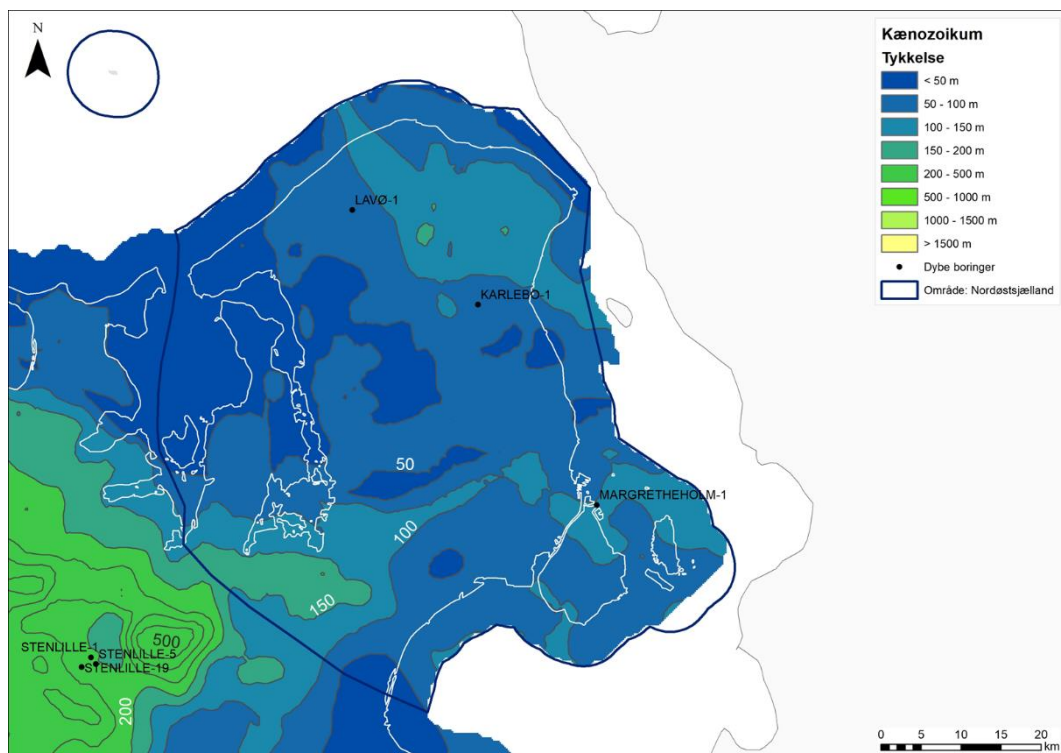 N
Kænozoikum
Tykkelse
< 50 m
50 - 100 m
100 - 150 m
150 - 200 m
200 - 500 m
500 - 1000 m
1000 - 1500 m
> 1500 m
Dybe boringer
Område: Nordøstsjælland
LAVØ-1
KARLEBO-1
50
MARGRETHEHOLM-1
100
150
500
STENLILLE-1
STENLILLE-5
STENLILLE-19
200
0 5 10 15 20
km